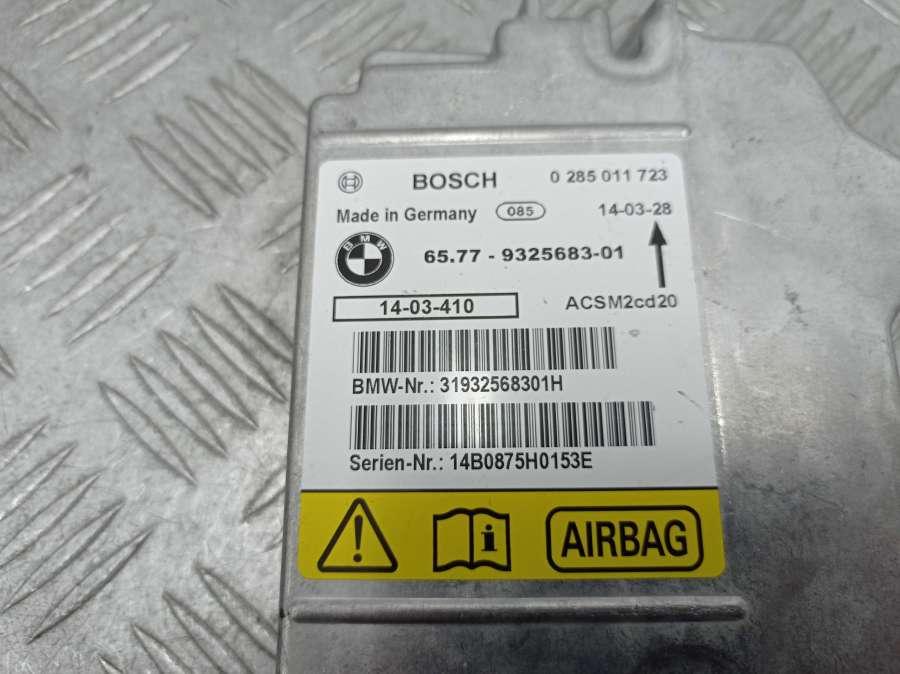 BOSCH 0 285 011 723
Made in Germany 085 14-03-28
BMW
65.77 - 9325683-01
14-03-410 ACSM2cd20
BMW-Nr.: 31932568301H
Serien-Nr.: 14B0875H0153E
AIRBAG